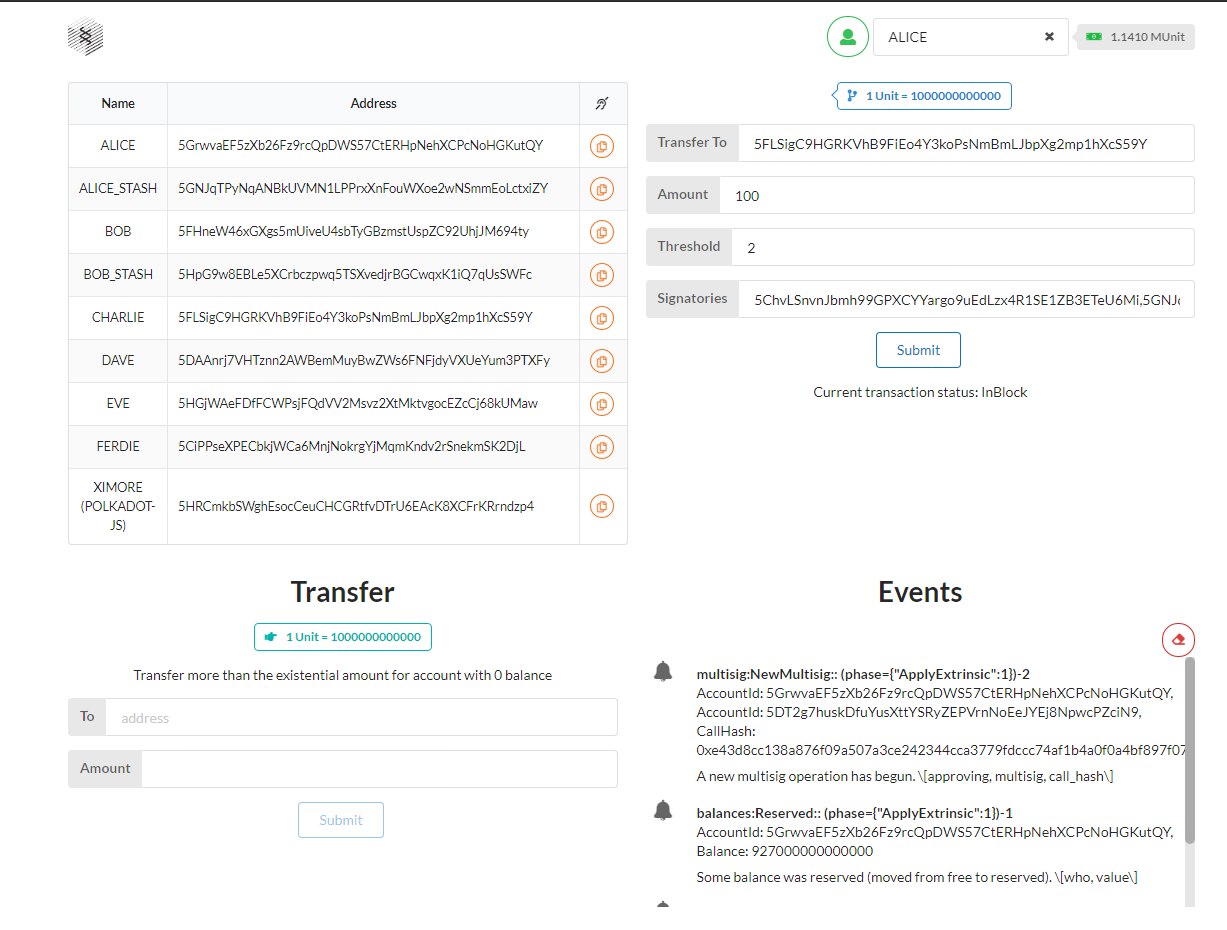 ALICE
1.1410 MUnit
Name Address
ALICE 5GrwvaEF5zXb26Fz9rcQpDWS57CtERHpNehXCPcNoHGKutQY
ALICE_STASH 5GNJqTPyNqANBkUVMN1LPPrxXnFouWXoe2wNSmmEoLctxiZY
BOB 5FHneW46xGXgs5mUiveU4sbTyGBzmstUspZC92UhjJM694ty
BOB_STASH 5HpG9w8EBLe5XCrbczpwq5TSXvedjrBGCwqxK1iQ7qUsSWFc
CHARLIE 5FLSigC9HGRKVhB9FiEo4Y3koPsNmBmLJbpXg2mp1hXcS59Y
DAVE 5DAAnrj7VHTznn2AWBemMuyBwZWs6FNFjdyVXUeYum3PTXFy
EVE 5HGjWAeFDfFCWPsjFQdVV2Msvz2XtMktvgocEZcCj68kUMaw
FERDIE 5CiPPseXPECbkjWCa6MnjNokrgYjMqmKndv2rSnekmSK2DjL
XIMORE
(POLKADOT-
JS)
5HRCmkbSWghEsocCeuCHCGRtfvDTrU6EAcK8XCFrKRrndzp4
1 Unit = 1000000000000
Transfer To 5FLSigC9HGRKVhB9FiEo4Y3koPsNmBmLJbpXg2mp1hXcS59Y
Amount 100
Threshold 2
Signatories 5ChvLSnvnJbmh99GPXCYYargo9uEdLzx4R1SE1ZB3ETeU6Mi,5GNJ
Submit
Current transaction status: InBlock
Transfer
1 Unit = 1000000000000
Transfer more than the existential amount for account with 0 balance
To address
Amount
Submit
Events
multisig:NewMultisig:: (phase={"ApplyExtrinsic":1})-2
AccountId: 5GrwvaEF5zXb26Fz9rcQpDWS57CtERHpNehXCPcNoHGKutQY,
AccountId: 5DT2g7huskDfuYusXttYSRyZEPVrnNoEeJYEj8NpwcPZciN9,
CallHash:
0xe43d8cc138a876f09a507a3ce242344cca3779fdccc74af1b4a0f0a4bf897f07
A new multisig operation has begun. \[approving, multisig, call_hash\]
balances:Reserved:: (phase={"ApplyExtrinsic":1})-1
AccountId: 5GrwvaEF5zXb26Fz9rcQpDWS57CtERHpNehXCPcNoHGKutQY,
Balance: 927000000000000
Some balance was reserved (moved from free to reserved). \[who, value\]